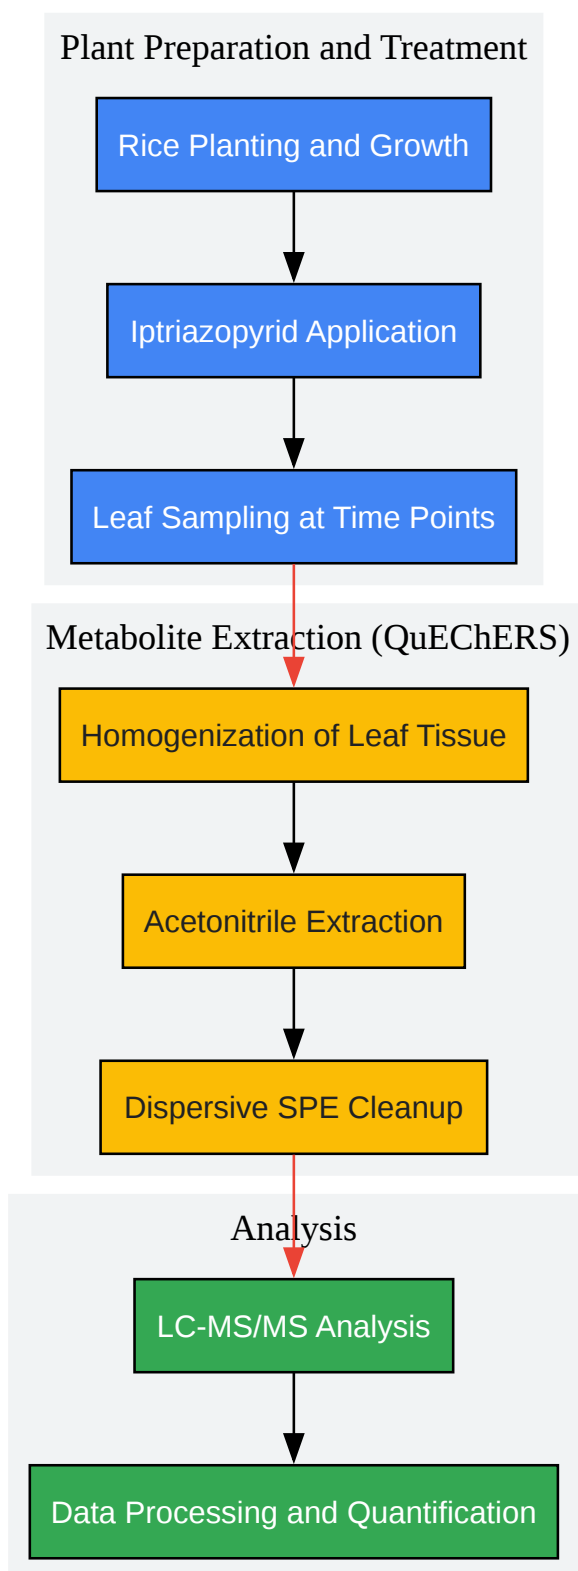 Plant Preparation and Treatment
Rice Planting and Growth
Iptriazopyrid Application
Leaf Sampling at Time Points
Metabolite Extraction (QuEChERS)
Homogenization of Leaf Tissue
Acetonitrile Extraction
Dispersive SPE Cleanup
Analysis
LC-MS/MS Analysis
Data Processing and Quantification